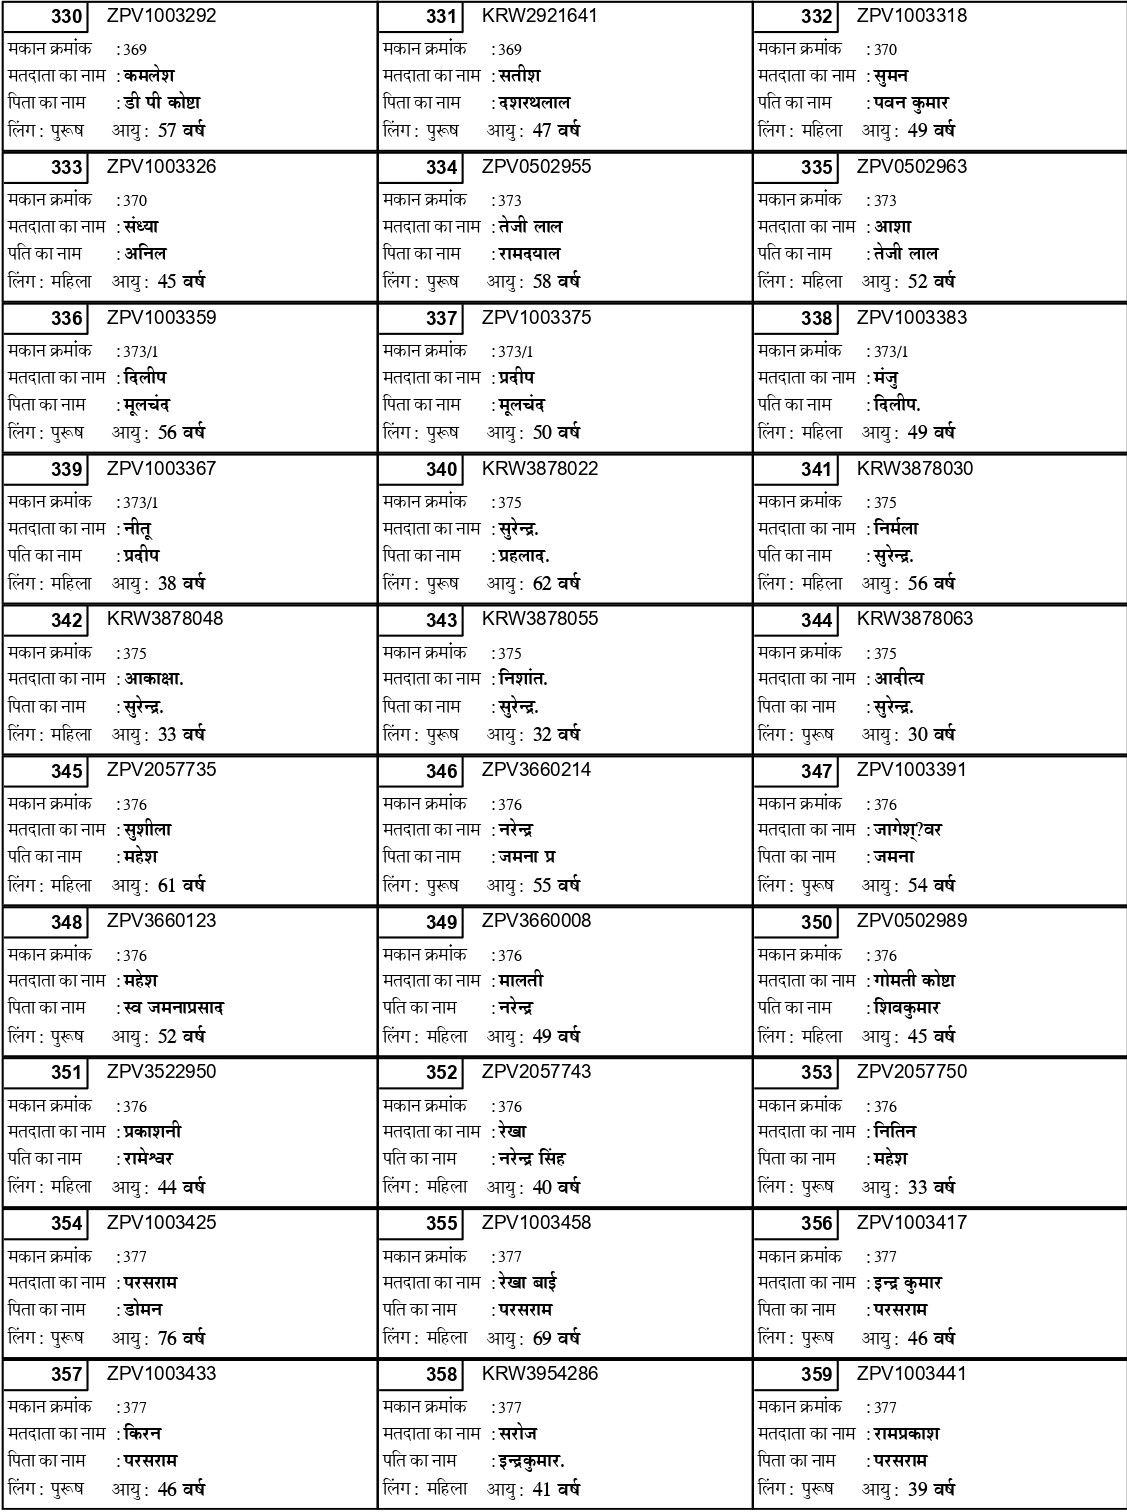 330 ZPV1003292
मकान क्रमांक :369
मतदाता का नाम :कमलेश
पिता का नाम :डी पी कोष्टा
लिंग: पुरूष आयु: 57 वर्ष
331 KRW2921641
मकान क्रमांक :369
मतदाता का नाम :सतीश
पिता का नाम :दशरथलाल
लिंग: पुरूष आयु: 47 वर्ष
332 ZPV1003318
मकान क्रमांक :370
मतदाता का नाम :सुमन
पति का नाम :पवन कुमार
लिंग: महिला आयु: 49 वर्ष
333 ZPV1003326
मकान क्रमांक :370
मतदाता का नाम :संध्या
पति का नाम :अनिल
लिंग: महिला आयु: 45 वर्ष
334 ZPV0502955
मकान क्रमांक :373
मतदाता का नाम :तेजी लाल
पिता का नाम :रामदयाल
लिंग: पुरूष आयु: 58 वर्ष
335 ZPV0502963
मकान क्रमांक :373
मतदाता का नाम :आशा
पति का नाम :तेजी लाल
लिंग: महिला आयु: 52 वर्ष
336 ZPV1003359
मकान क्रमांक :373/1
मतदाता का नाम :दिलीप
पिता का नाम :मूलचंद
लिंग: पुरूष आयु: 56 वर्ष
337 ZPV1003375
मकान क्रमांक :373/1
मतदाता का नाम :प्रदीप
पिता का नाम :मूलचंद
लिंग: पुरूष आयु: 50 वर्ष
338 ZPV1003383
मकान क्रमांक :373/1
मतदाता का नाम :मंजु
पति का नाम :दिलीप.
लिंग: महिला आयु: 49 वर्ष
339 ZPV1003367
मकान क्रमांक :373/1
मतदाता का नाम :नीतू
पति का नाम :प्रदीप
लिंग: महिला आयु: 38 वर्ष
340 KRW3878022
मकान क्रमांक :375
मतदाता का नाम :सुरेन्द्र.
पिता का नाम :प्रहलाद.
लिंग: पुरूष आयु: 62 वर्ष
341 KRW3878030
मकान क्रमांक :375
मतदाता का नाम :निर्मला
पति का नाम :सुरेन्द्र.
लिंग: महिला आयु: 56 वर्ष
342 KRW3878048
मकान क्रमांक :375
मतदाता का नाम :आकाक्षा.
पिता का नाम :सुरेन्द्र.
लिंग: महिला आयु: 33 वर्ष
343 KRW3878055
मकान क्रमांक :375
मतदाता का नाम :निशांत.
पिता का नाम :सुरेन्द्र.
लिंग: पुरूष आयु: 32 वर्ष
344 KRW3878063
मकान क्रमांक :375
मतदाता का नाम :आदीत्य
पिता का नाम :सुरेन्द्र.
लिंग: पुरूष आयु: 30 वर्ष
345 ZPV2057735
मकान क्रमांक :376
मतदाता का नाम :सुशीला
पति का नाम :महेश
लिंग: महिला आयु: 61 वर्ष
346 ZPV3660214
मकान क्रमांक :376
मतदाता का नाम :नरेन्द्र
पिता का नाम :जमना प्र
लिंग: पुरूष आयु: 55 वर्ष
347 ZPV1003391
मकान क्रमांक :376
मतदाता का नाम :जागेश्?वर
पिता का नाम :जमना
लिंग: पुरूष आयु: 54 वर्ष
348 ZPV3660123
मकान क्रमांक :376
मतदाता का नाम :महेश
पिता का नाम :स्व जमनाप्रसाद
लिंग: पुरूष आयु: 52 वर्ष
349 ZPV3660008
मकान क्रमांक :376
मतदाता का नाम :मालती
पति का नाम :नरेन्द्र
लिंग: महिला आयु: 49 वर्ष
350 ZPV0502989
मकान क्रमांक :376
मतदाता का नाम :गोमती कोष्टा
पति का नाम :शिवकुमार
लिंग: महिला आयु: 45 वर्ष
351 ZPV3522950
मकान क्रमांक :376
मतदाता का नाम :प्रकाशनी
पति का नाम :रामेश्वर
लिंग: महिला आयु: 44 वर्ष
352 ZPV2057743
मकान क्रमांक :376
मतदाता का नाम :रेखा
पति का नाम :नरेन्द्र सिंह
लिंग: महिला आयु: 40 वर्ष
353 ZPV2057750
मकान क्रमांक :376
मतदाता का नाम :नितिन
पिता का नाम :महेश
लिंग: पुरूष आयु: 33 वर्ष
354 ZPV1003425
मकान क्रमांक :377
मतदाता का नाम :परसराम
पिता का नाम :डोमन
लिंग: पुरूष आयु: 76 वर्ष
355 ZPV1003458
मकान क्रमांक :377
मतदाता का नाम :रेखा बाई
पति का नाम :परसराम
लिंग: महिला आयु: 69 वर्ष
356 ZPV1003417
मकान क्रमांक :377
मतदाता का नाम :इन्द्र कुमार
पिता का नाम :परसराम
लिंग: पुरूष आयु: 46 वर्ष
357 ZPV1003433
मकान क्रमांक :377
मतदाता का नाम :किरन
पिता का नाम :परसराम
लिंग: पुरूष आयु: 46 वर्ष
358 KRW3954286
मकान क्रमांक :377
मतदाता का नाम :सरोज
पति का नाम :इन्द्रकुमार.
लिंग: महिला आयु: 41 वर्ष
359 ZPV1003441
मकान क्रमांक :377
मतदाता का नाम :रामप्रकाश
पिता का नाम :परसराम
लिंग: पुरूष आयु: 39 वर्ष